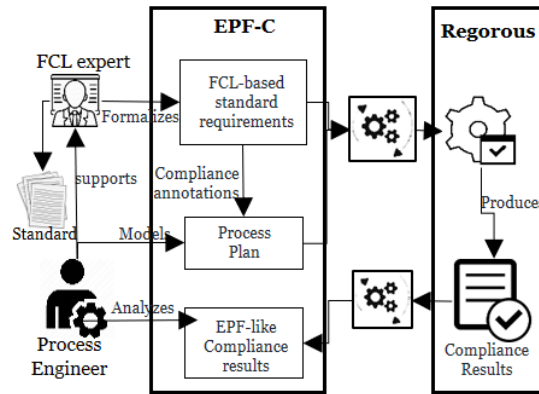 EPF-C
Regorous
FCL expert
FCL-based
standard
requirements
Formalizes
Compliance
annotations
supports
Standard
Models
Process
Plan
Produces
Analyzes
EPF-like
Compliance
results
Process
Engineer
Compliance
Results